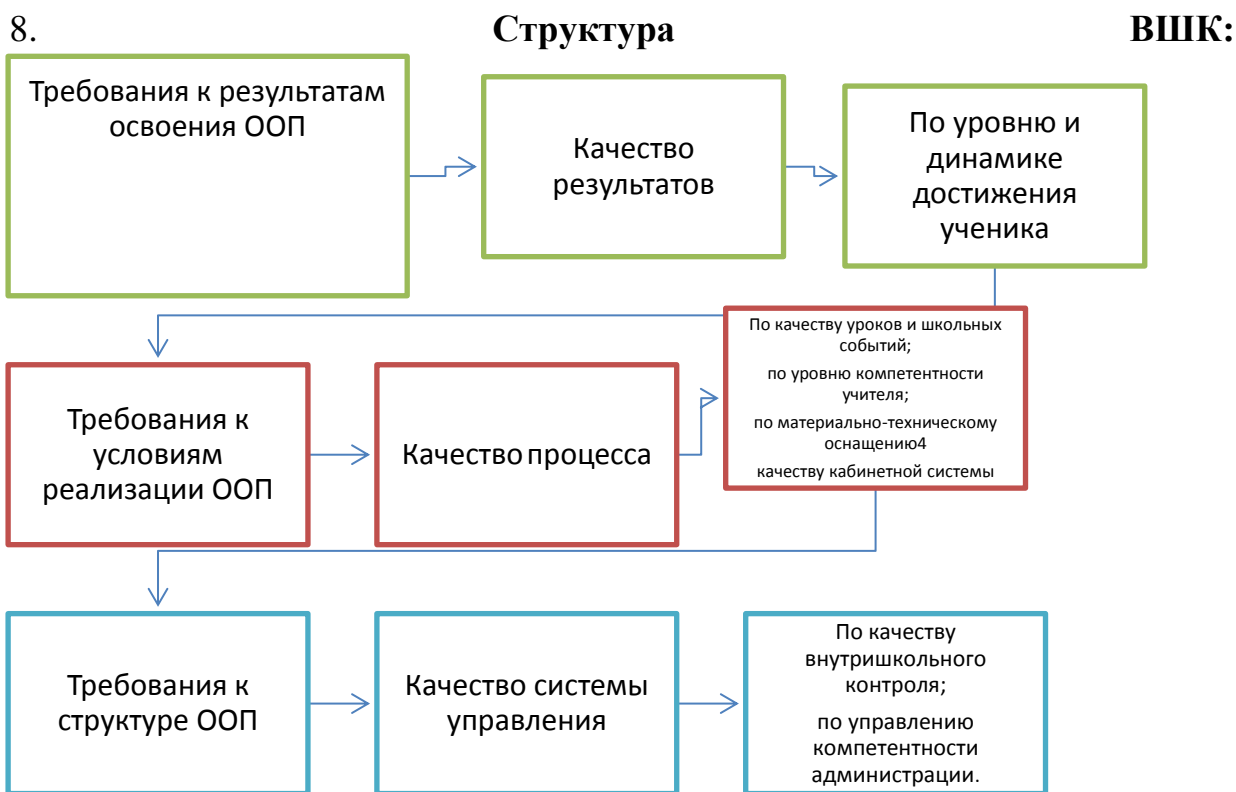 8. Структура ВШК:
Требования к результатам
освоения ООП
Качество
результатов
По уровню и
динамике
достижения
ученика
Требования к
условиям
реализации ООП
Качество процесса
По качеству уроков и школьных
событий;
по уровню компетентности
учителя;
по материально-техническому
оснащению4
качеству кабинетной системы
Требования к
структуре ООП
Качество системы
управления
По качеству
внутришкольного
контроля;
по управлению
компетентности
администрации.